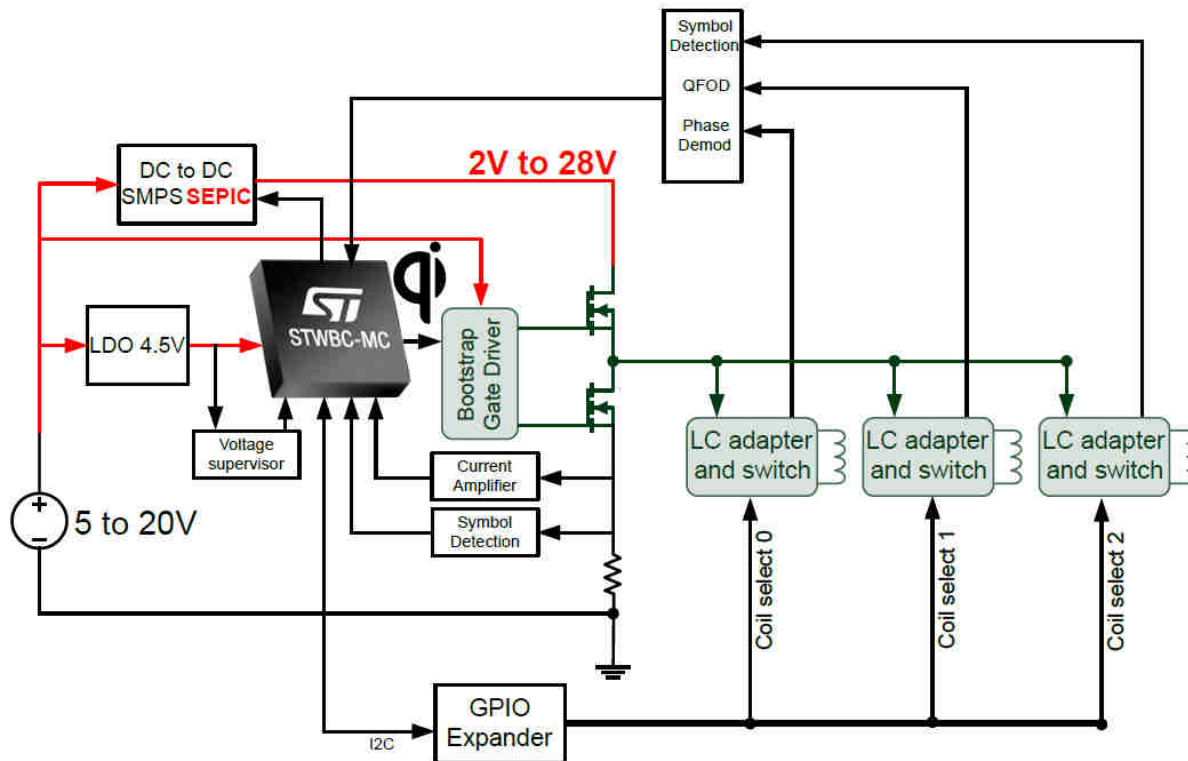 Symbol
Detection
QFOD
Phase
Demod
DC to DC
SMPS SEPIC
2V to 28V
qi
ST
STWBC-MC
LDO 4.5V
Bootstrap
Gate Driver
Voltage
supervisor
LC adapter
and switch
LC adapter
and switch
LC adapter
and switch
Current
Amplifier
Symbol
Detection
+
−
5 to 20V
Coil select 0
Coil select 1
Coil select 2
I2C
GPIO
Expander